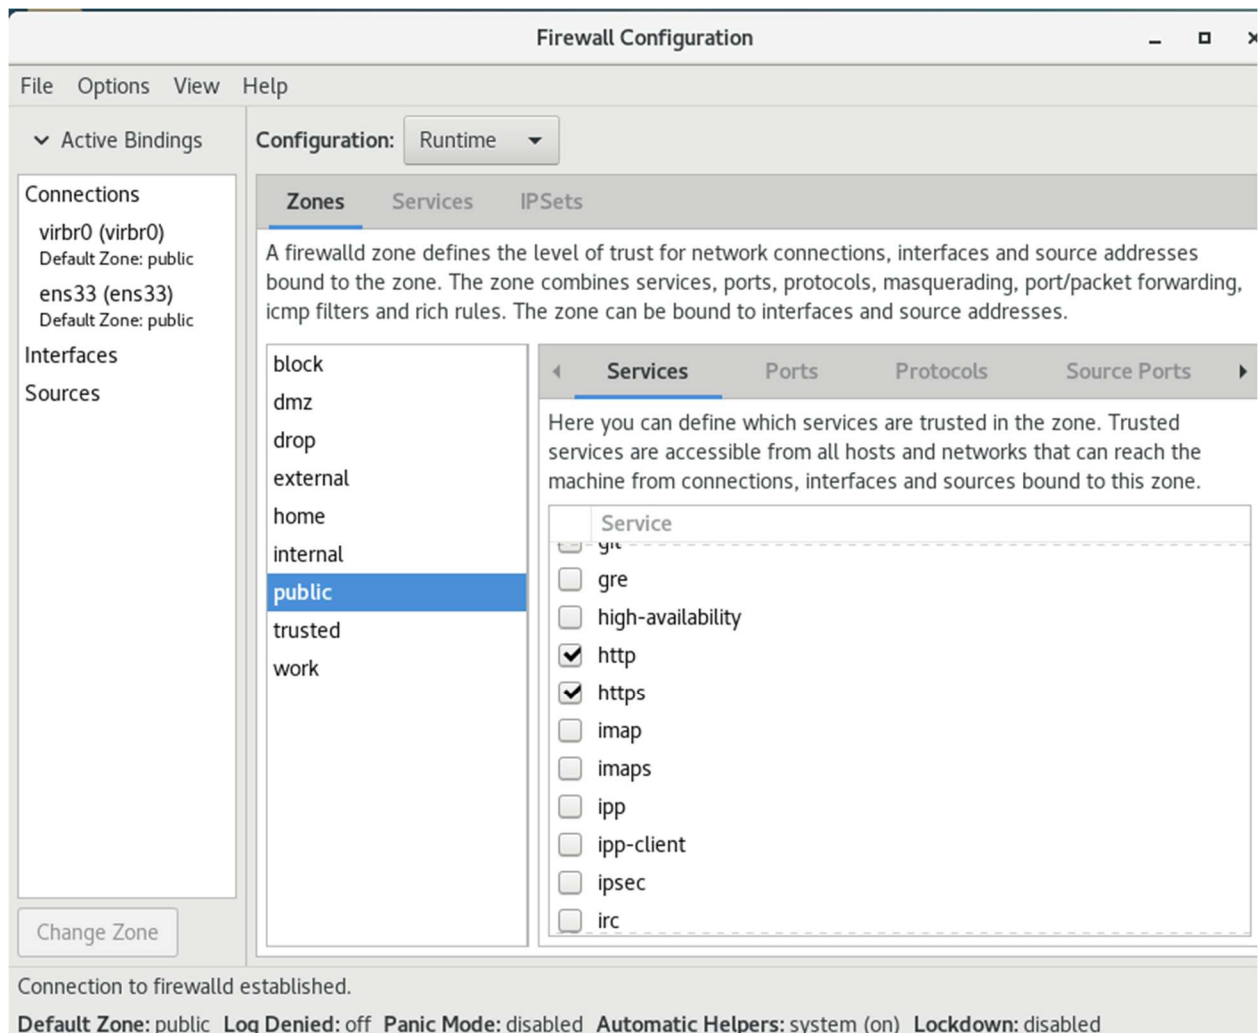 Firewall Configuration
File Options View Help
Active Bindings
Configuration: Runtime
Connections
virbr0 (virbr0)
Default Zone: public
ens33 (ens33)
Default Zone: public
Interfaces
Sources
Change Zone
Zones Services IPSets
A firewalld zone defines the level of trust for network connections, interfaces and source addresses
bound to the zone. The zone combines services, ports, protocols, masquerading, port/packet forwarding,
icmp filters and rich rules. The zone can be bound to interfaces and source addresses.
block
dmz
drop
external
home
internal
public
trusted
work
Services Ports Protocols Source Ports
Here you can define which services are trusted in the zone. Trusted
services are accessible from all hosts and networks that can reach the
machine from connections, interfaces and sources bound to this zone.
Service
git
gre
high-availability
http
https
imap
imaps
ipp
ipp-client
ipsec
irc
Connection to firewalld established.
Default Zone: public Log Denied: off Panic Mode: disabled Automatic Helpers: system (on) Lockdown: disabled